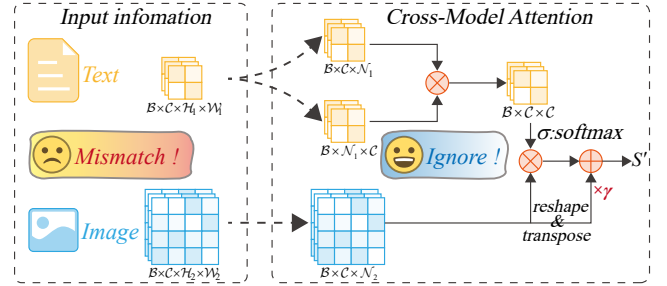 Input infomation
Cross-Model Attention
Text
B×C×H₁×W₁
B×C×N₁
B×N₁×C
B×C×C
σ:softmax
Mismatch !
Ignore !
S'
×γ
reshape
&
transpose
Image
B×C×H₂×W₂
B×C×N₂